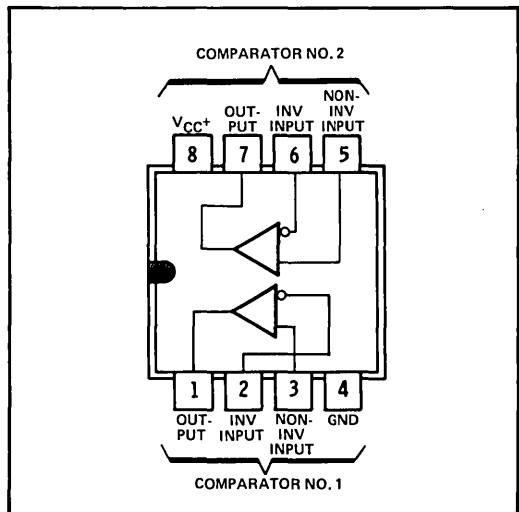 COMPARATOR NO. 2
VCC+
OUT-
PUT
INV
INPUT
NON-
INV
INPUT
8 7 6 5
1 2 3 4
OUT-
PUT
INV
INPUT
NON-
INV
INPUT
GND
COMPARATOR NO. 1